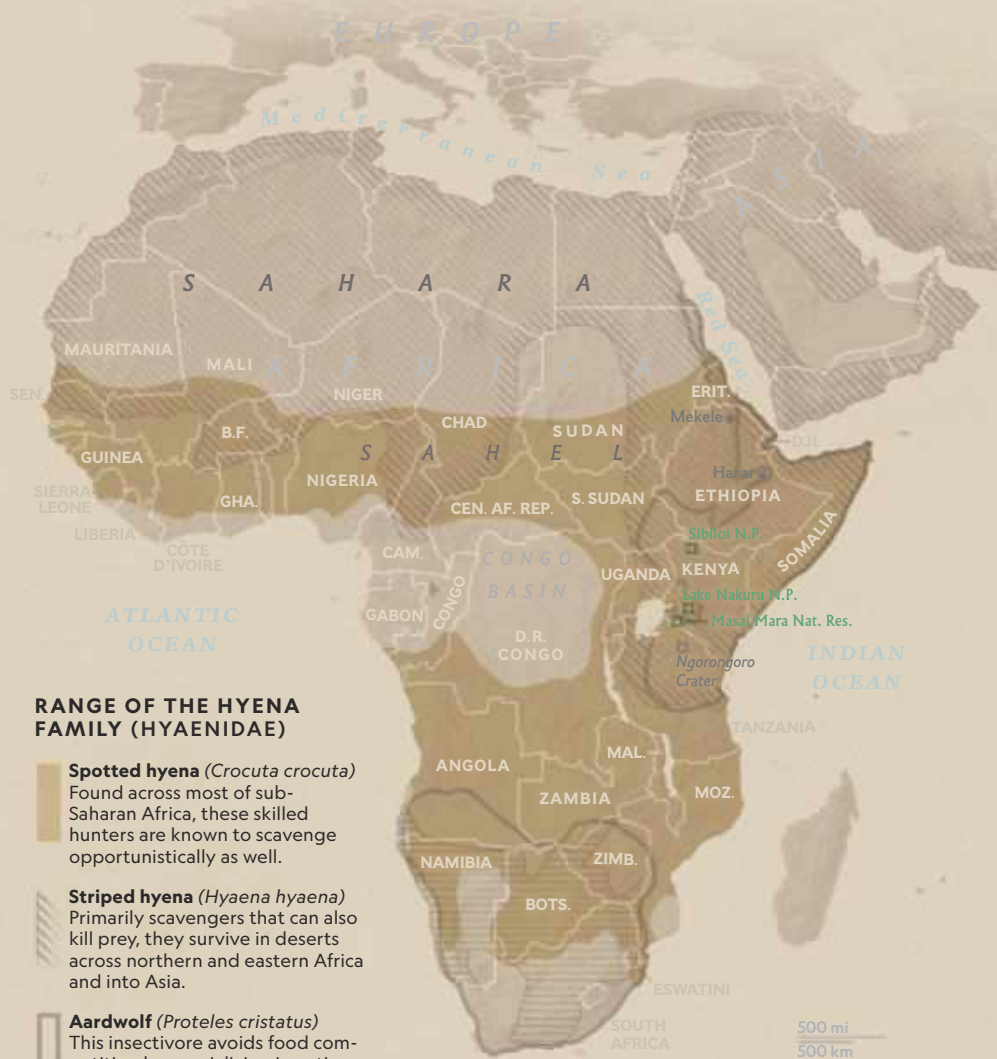 EUROPE
Mediterranean Sea
ASIA
SAHARA
Red Sea
MAURITANIA
MALI
AFRICA
NIGER
SEN.
ERIT.
Mekele
CHAD
SUDAN
B.F.
DJI.
SAHEL
GUINEA
Harar
NIGERIA
ETHIOPIA
SIERRA
LEONE
GHA.
S. SUDAN
CEN. AF. REP.
LIBERIA
Sibiloi N.P.
SOMALIA
CÔTE
D'IVOIRE
CAM.
CONGO
BASIN
UGANDA
KENYA
Lake Nakuru N.P.
GABON
CONGO
Masai Mara Nat. Res.
ATLANTIC
OCEAN
D.R.
CONGO
INDIAN
OCEAN
Ngorongoro
Crater
TANZANIA
RANGE OF THE HYENA
FAMILY (HYAENIDAE)
MAL.
ANGOLA
Spotted hyena (Crocuta crocuta)
Found across most of sub-
Saharan Africa, these skilled
hunters are known to scavenge
opportunistically as well.
ZAMBIA
MOZ.
NAMIBIA
ZIMB.
BOTS.
Striped hyena (Hyaena hyaena)
Primarily scavengers that can also
kill prey, they survive in deserts
across northern and eastern Africa
and into Asia.
ESWATINI
Aardwolf (Proteles cristatus)
This insectivore avoids food com-
SOUTH
AFRICA
500 mi
500 km